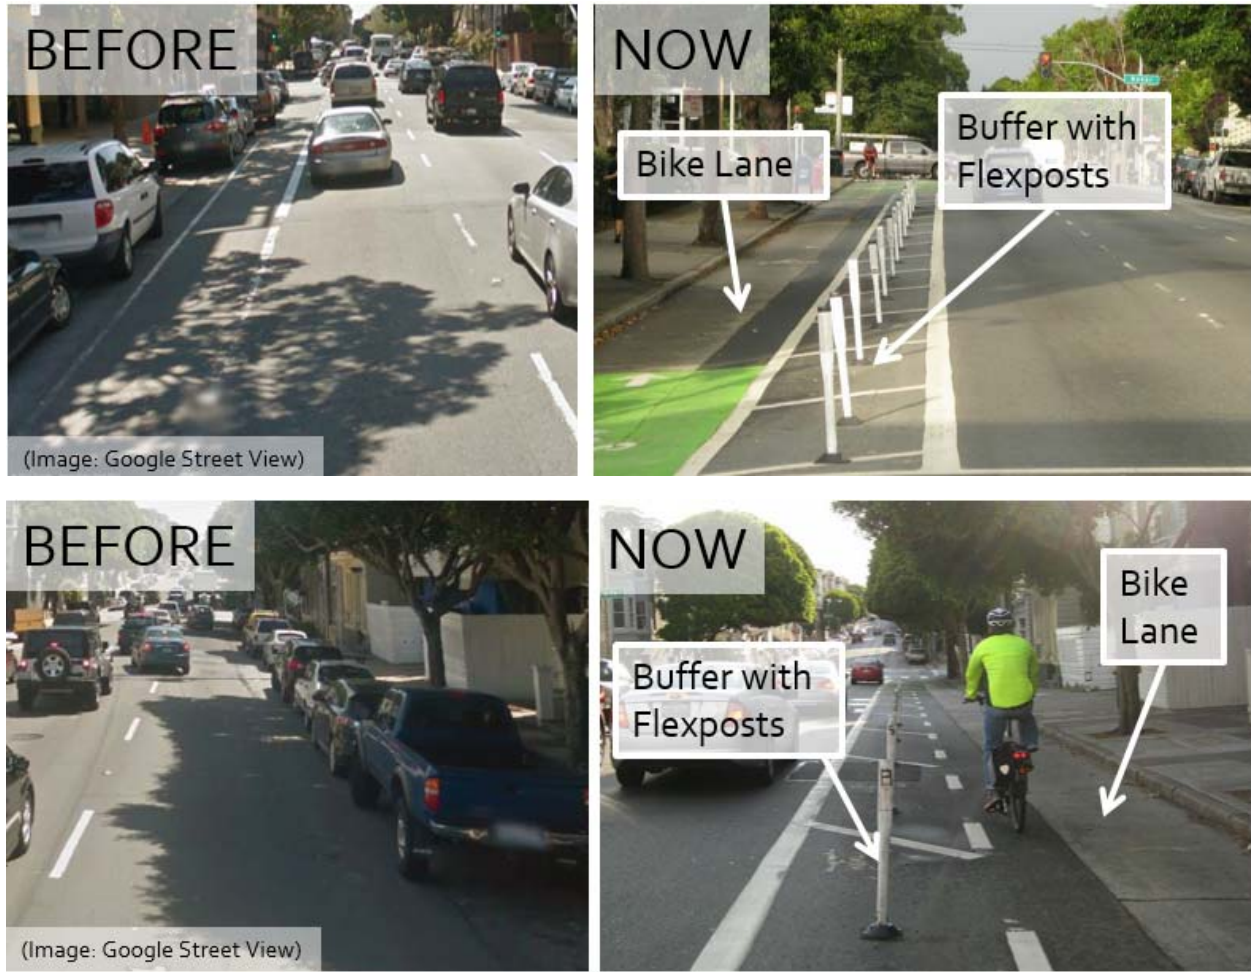 BEFORE
NOW
Bike Lane
Buffer with
Flexposts
(Image: Google Street View)
BEFORE
NOW
Bike
Lane
Buffer with
Flexposts
(Image: Google Street View)